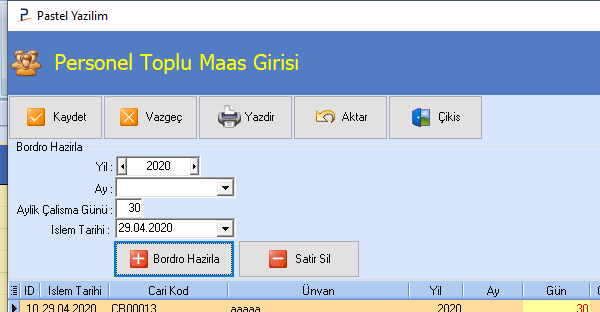 Pastel Yazilim
Personel Toplu Maas Girisi
Kaydet Vazgeç Yazdir Aktar Çikis
Bordro Hazirla
Yil : 2020
Ay :
Aylik Çalisma Günü : 30
Islem Tarihi : 29.04.2020
Bordro Hazirla Satir Sil
ID Islem Tarihi Cari Kod Ünvan Yil Ay Gün
10 29.04.2020 CB00013 aaaaa 2020 30